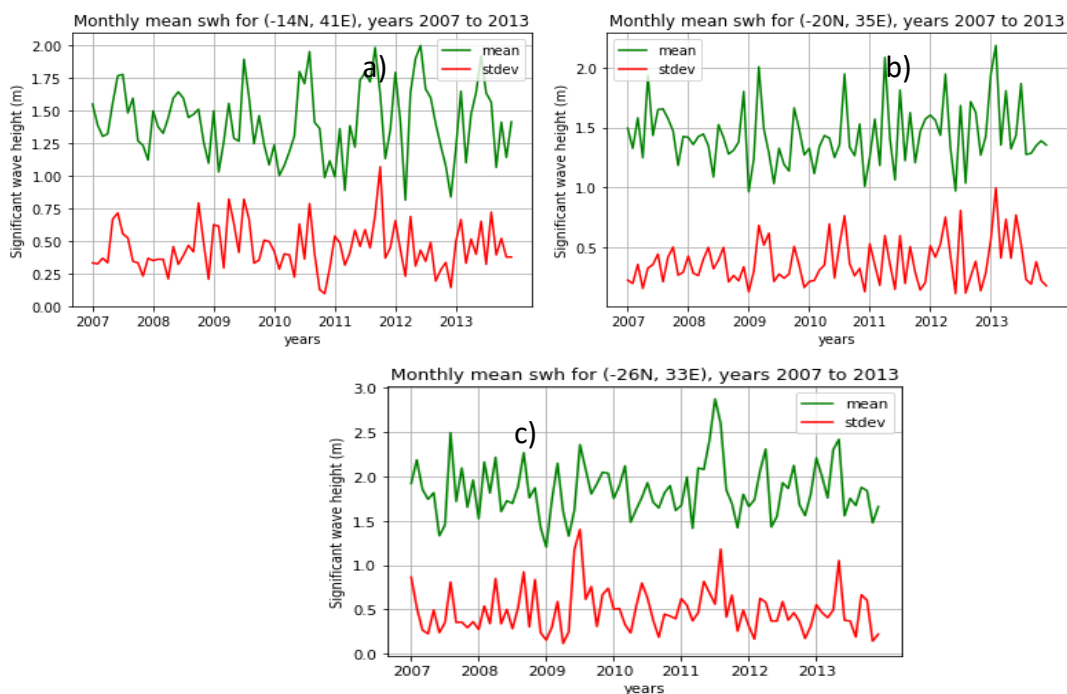 Monthly mean swh for (-14N, 41E), years 2007 to 2013
Significant wave height (m)
2.00
1.75
1.50
1.25
1.00
0.75
0.50
0.25
0.00
a)
mean
stdev
2007 2008 2009 2010 2011 2012 2013
years
Monthly mean swh for (-20N, 35E), years 2007 to 2013
Significant wave height (m)
2.0
1.5
1.0
0.5
mean
stdev
b)
2007 2008 2009 2010 2011 2012 2013
years
Monthly mean swh for (-26N, 33E), years 2007 to 2013
Significant wave height (m)
3.0
2.5
2.0
1.5
1.0
0.5
0.0
c)
mean
stdev
2007 2008 2009 2010 2011 2012 2013
years